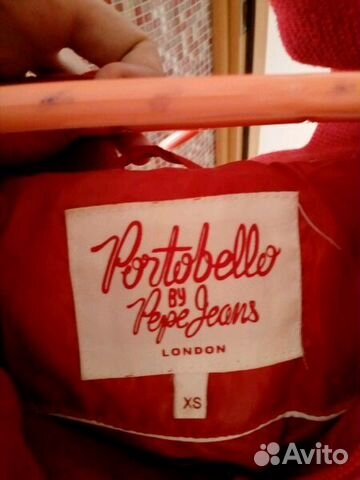 Portobello
BY
Pepe Jeans
LONDON
XS
Avito